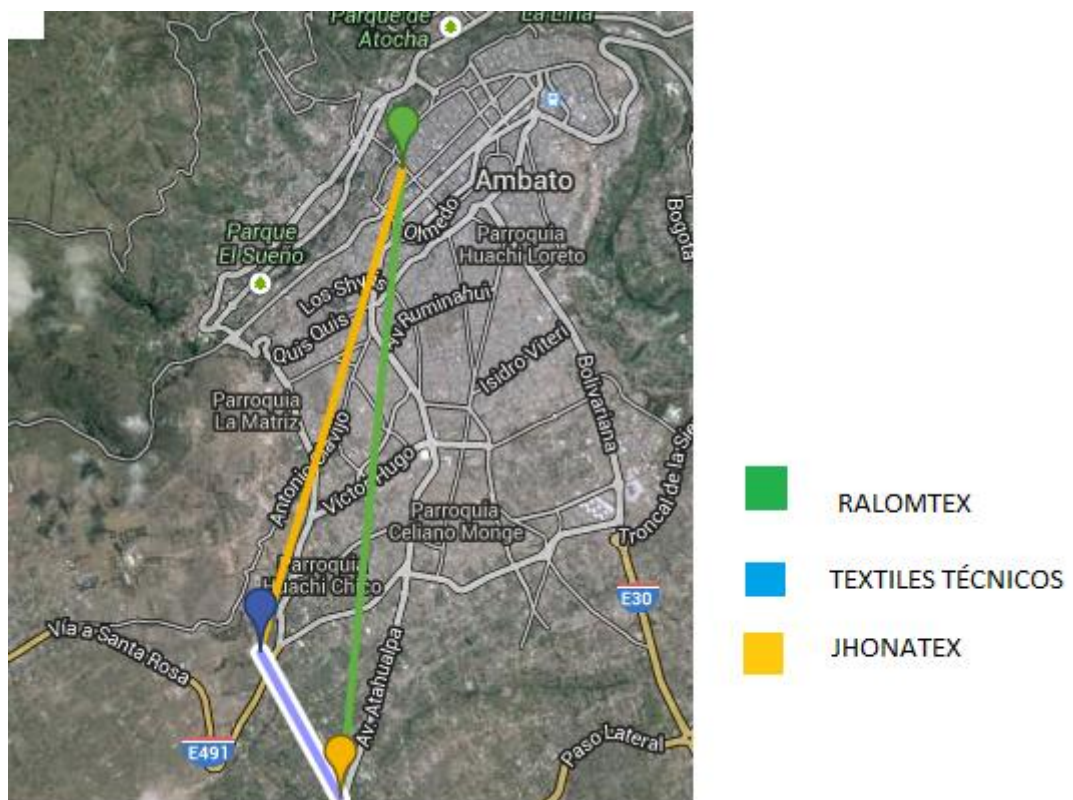 Parque de
Atocha
La Liria
Ambato
Olmedo
Parroquia
Huachi Loreto
Bogota
Parque
El Sueño
Los Shyris
Quis Quis
Av Ruminahui
Isidro Viteri
Bolivariana
Parroquia
La Matriz
Antonio Clavijo
Víctor Hugo
Parroquia
Celiano Monge
Troncal de la Sie
Parroquia
Huachi Chico
E30
Vía a Santa Rosa
Av. Atahualpa
E491
Paso Lateral
RALOMTEX
TEXTILES TÉCNICOS
JHONATEX